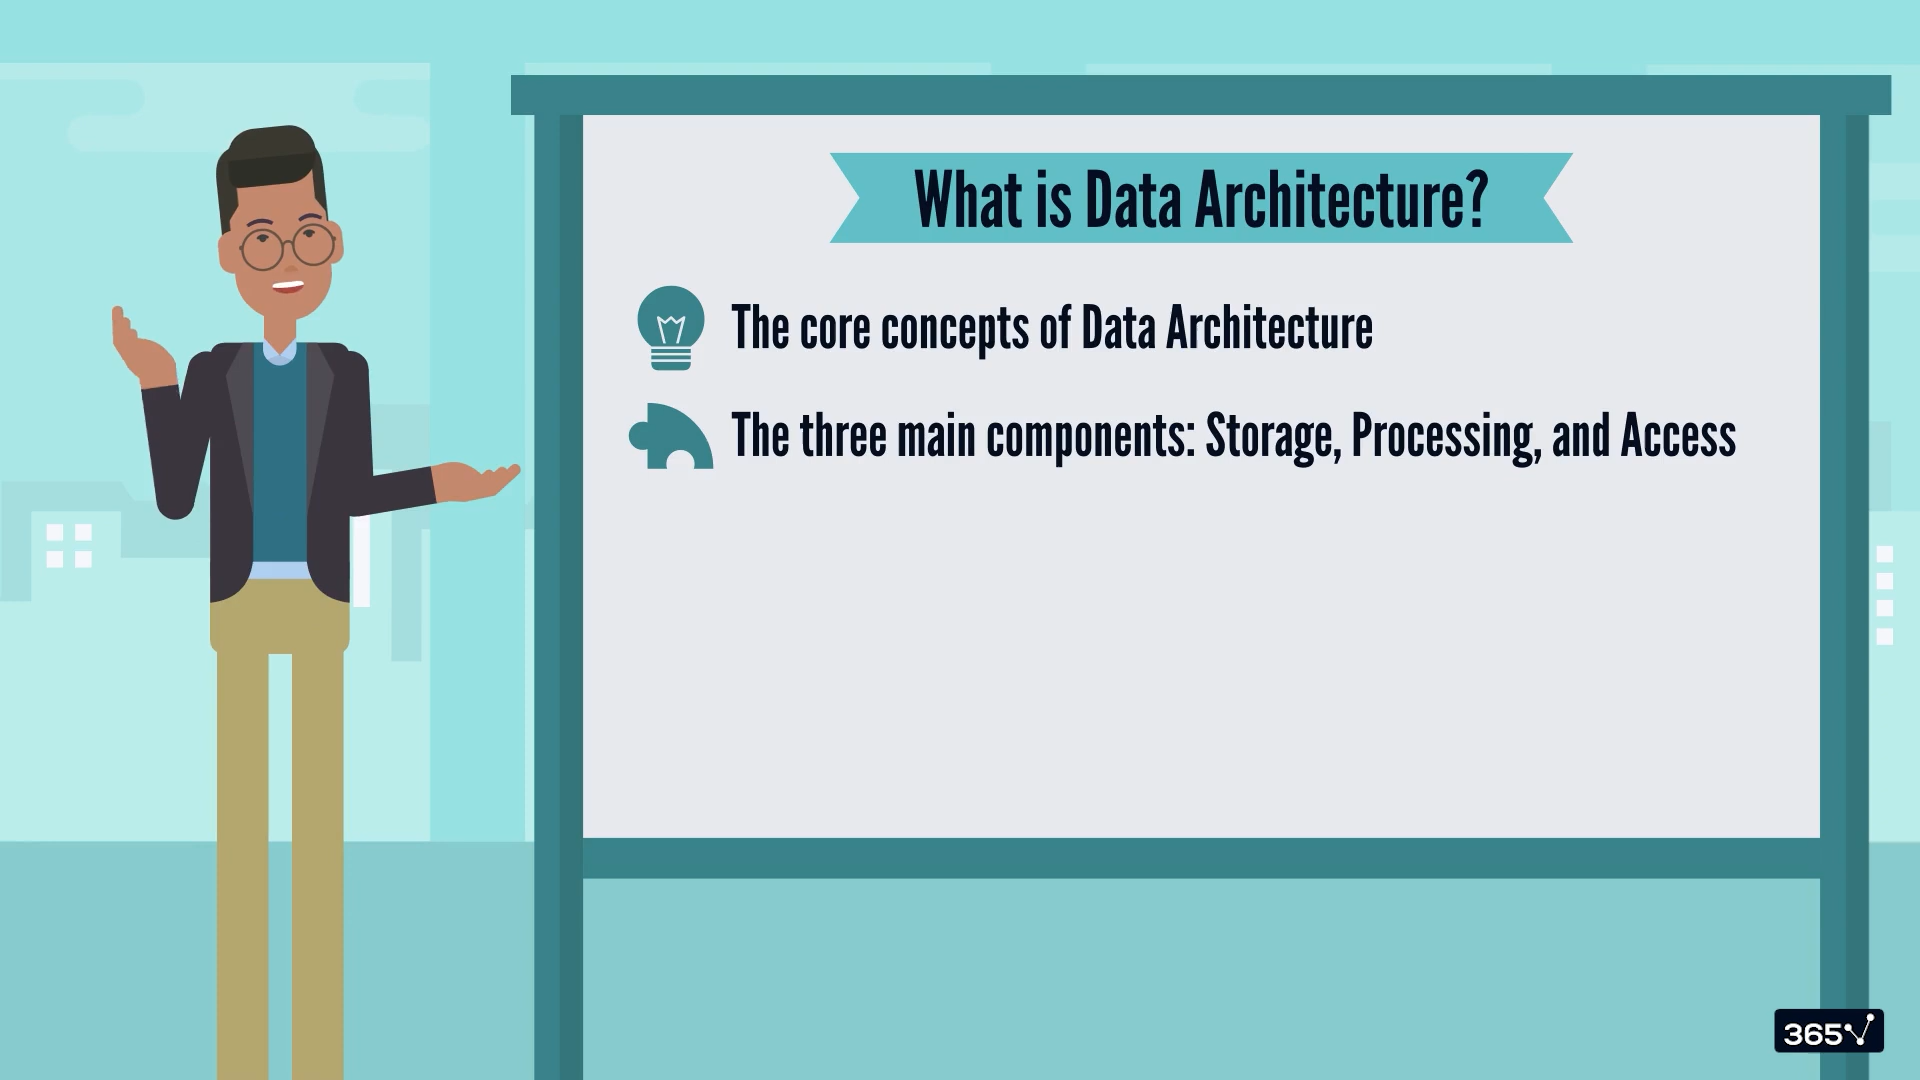 What is Data Architecture?
The core concepts of Data Architecture
The three main components: Storage, Processing, and Access
365